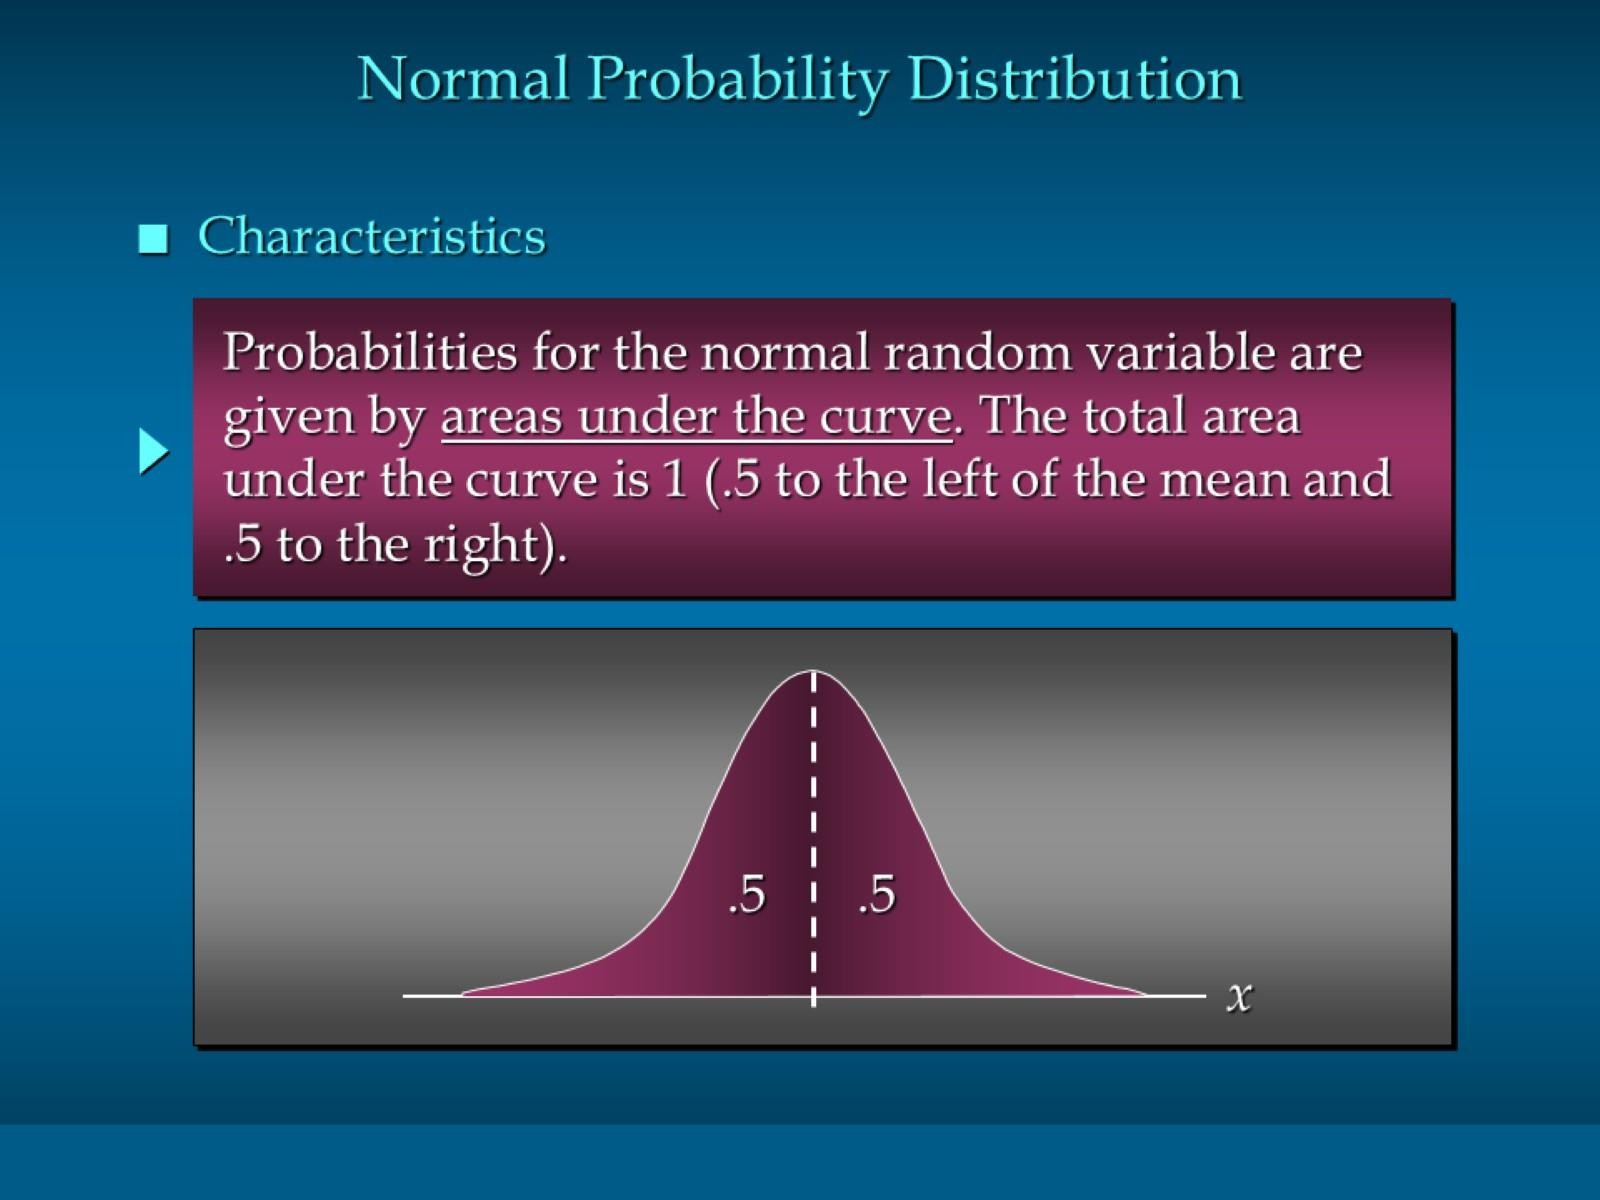 Normal Probability Distribution
Characteristics
Probabilities for the normal random variable are
given by areas under the curve. The total area
under the curve is 1 (.5 to the left of the mean and
.5 to the right).
.5 .5
x